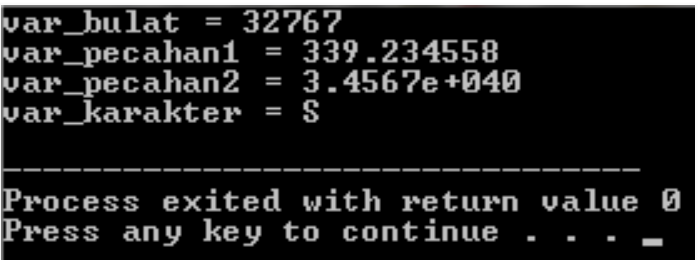 var_bulat = 32767
var_pecahan1 = 339.234558
var_pecahan2 = 3.4567e+040
var_karakter = S
--------------------------------
Process exited with return value 0
Press any key to continue . . . _